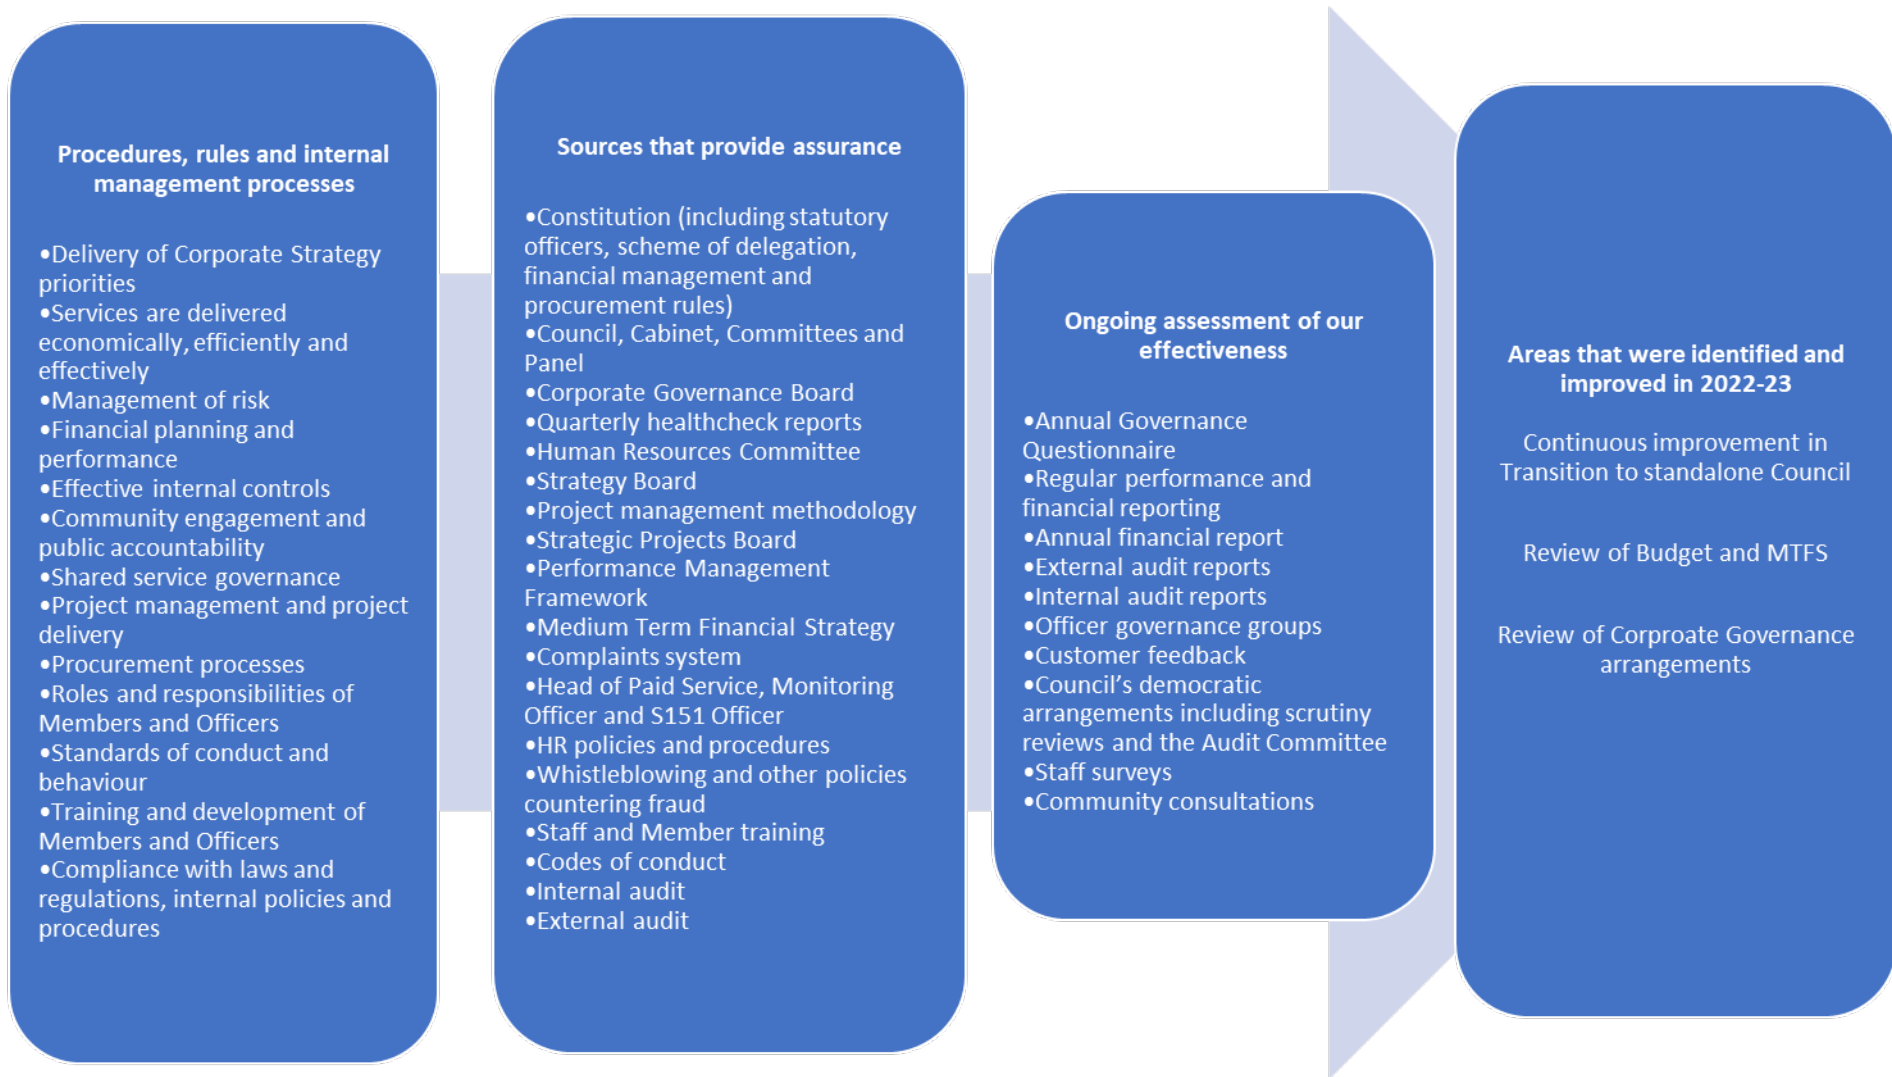 Procedures, rules and internal
management processes
•Delivery of Corporate Strategy
priorities
•Services are delivered
economically, efficiently and
effectively
•Management of risk
•Financial planning and
performance
•Effective internal controls
•Community engagement and
public accountability
•Shared service governance
•Project management and project
delivery
•Procurement processes
•Roles and responsibilities of
Members and Officers
•Standards of conduct and
behaviour
•Training and development of
Members and Officers
•Compliance with laws and
regulations, internal policies and
procedures
Sources that provide assurance
•Constitution (including statutory
officers, scheme of delegation,
financial management and
procurement rules)
•Council, Cabinet, Committees and
Panel
•Corporate Governance Board
•Quarterly healthcheck reports
•Human Resources Committee
•Strategy Board
•Project management methodology
•Strategic Projects Board
•Performance Management
Framework
•Medium Term Financial Strategy
•Complaints system
•Head of Paid Service, Monitoring
Officer and S151 Officer
•HR policies and procedures
•Whistleblowing and other policies
countering fraud
•Staff and Member training
•Codes of conduct
•Internal audit
•External audit
Ongoing assessment of our
effectiveness
•Annual Governance
Questionnaire
•Regular performance and
financial reporting
•Annual financial report
•External audit reports
•Internal audit reports
•Officer governance groups
•Customer feedback
•Council’s democratic
arrangements including scrutiny
reviews and the Audit Committee
•Staff surveys
•Community consultations
Areas that were identified and
improved in 2022-23
Continuous improvement in
Transition to standalone Council
Review of Budget and MTFS
Review of Corproate Governance
arrangements